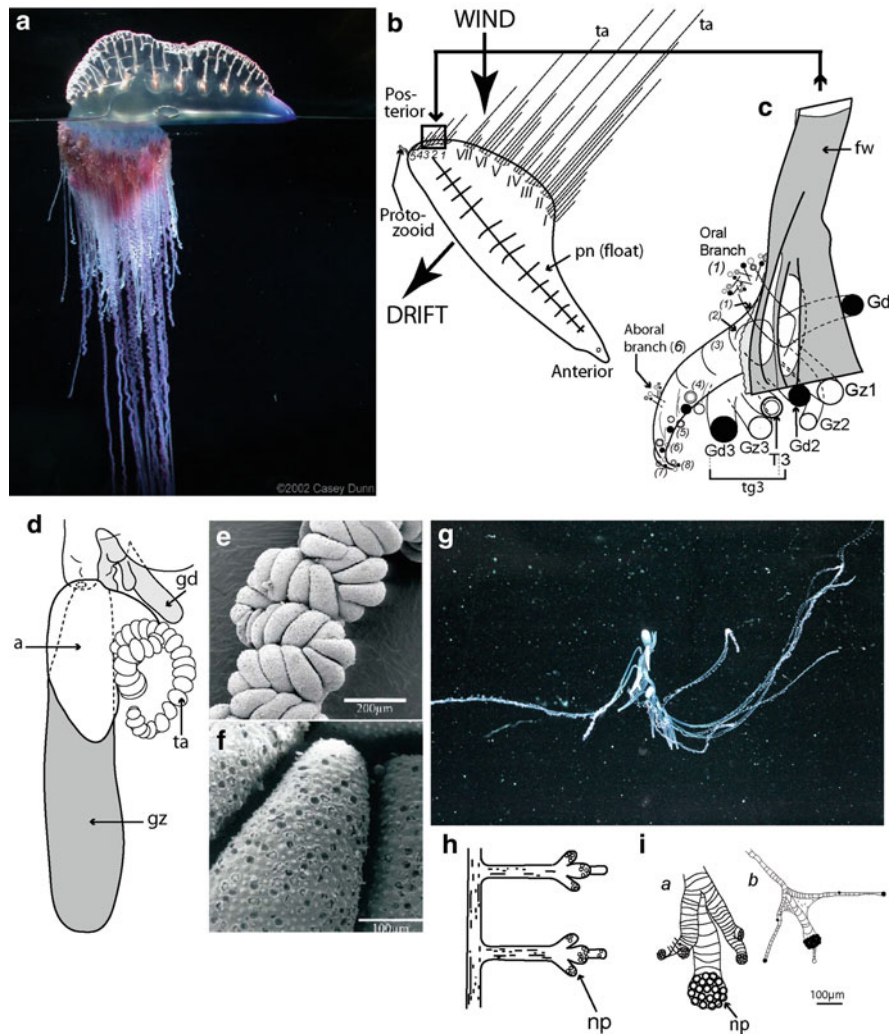 a
©2002 Casey Dunn
b
WIND
ta
ta
Pos-
terior
5 4 3 2 1
VII
VI
V
IV
III
II
I
Proto-
zooid
pn (float)
DRIFT
Anterior
c
fw
Oral
Branch
(1)
(1)
(2)
(3)
Gd
Aboral
branch (6)
(4)
(5)
(6)
(7)
(8)
Gz1
Gz2
Gd2
T3
Gz3
Gd3
tg3
d
gd
a
ta
gz
e
200µm
f
100µm
g
h
np
i
a
b
np
100µm